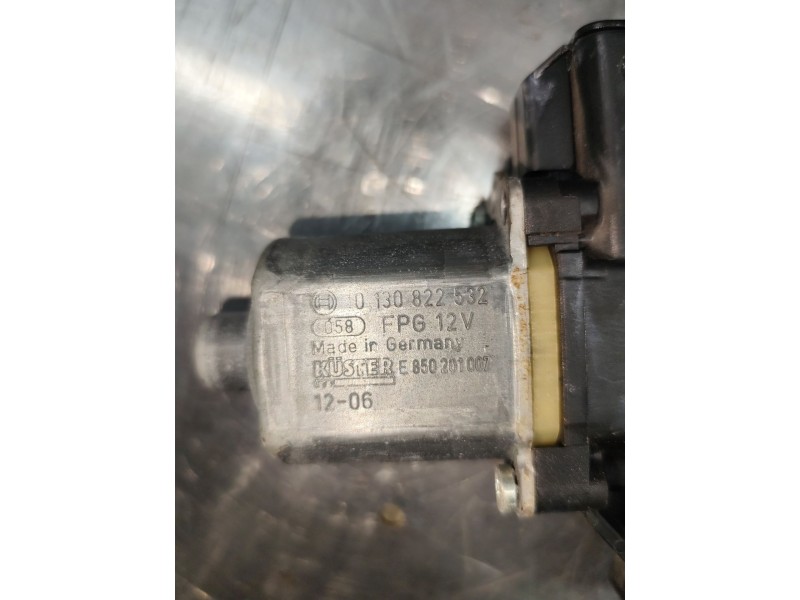 0 130 822 532
058 FPG 12V
Made in Germany
KÜSTER E 850 201 007
12-06